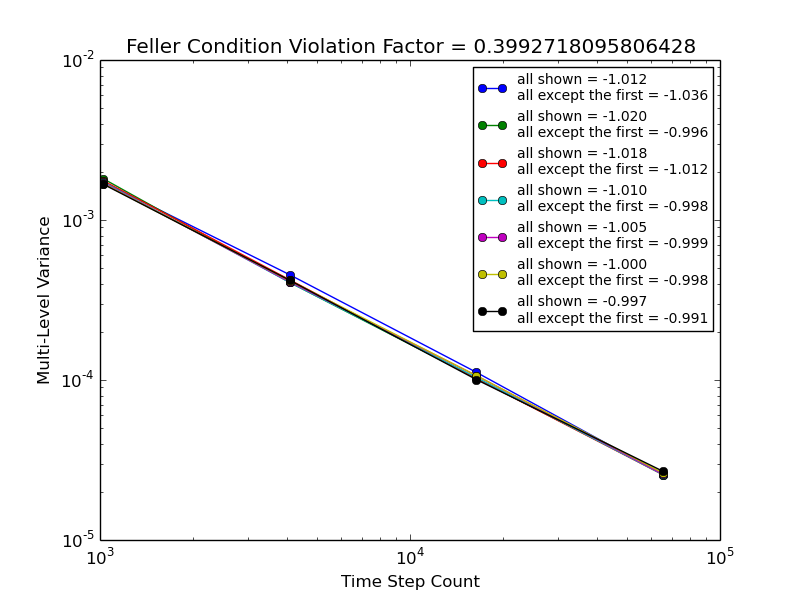 Feller Condition Violation Factor = 0.3992718095806428
10^-2
10^-3
10^-4
10^-5
Multi-Level Variance
all shown = -1.012
all except the first = -1.036
all shown = -1.020
all except the first = -0.996
all shown = -1.018
all except the first = -1.012
all shown = -1.010
all except the first = -0.998
all shown = -1.005
all except the first = -0.999
all shown = -1.000
all except the first = -0.998
all shown = -0.997
all except the first = -0.991
10^3 10^4 10^5
Time Step Count